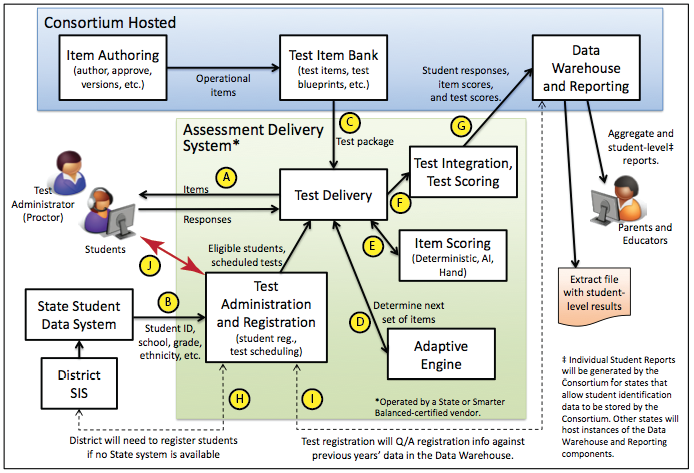 Consortium Hosted
Item Authoring
(author, approve,
versions, etc.)
Operational
items
Test Item Bank
(test items, test
blueprints, etc.)
Student responses,
item scores,
and test scores.
Data
Warehouse
and Reporting
C
Test package
G
Assessment Delivery
System*
Aggregate and
student-level‡
reports.
Test
Administrator
(Proctor)
Students
A
Items
Responses
Test Delivery
F
Test Integration,
Test Scoring
Parents and
Educators
J
Eligible students,
scheduled tests
E
Item Scoring
(Deterministic, AI,
Hand)
Extract file
with student-
level results
State Student
Data System
B
Student ID,
school, grade,
ethnicity, etc.
Test
Administration
and Registration
(student reg.,
test scheduling)
D
Determine next
set of items
Adaptive
Engine
District
SIS
H
I
*Operated by a State or Smarter
Balanced-certified vendor.
‡ Individual Student Reports
will be generated by the
Consortium for states that
allow student identification
data to be stored by the
Consortium. Other states will
host instances of the Data
Warehouse and Reporting
components.
District will need to register students
if no State system is available
Test registration will Q/A registration info against
previous years' data in the Data Warehouse.